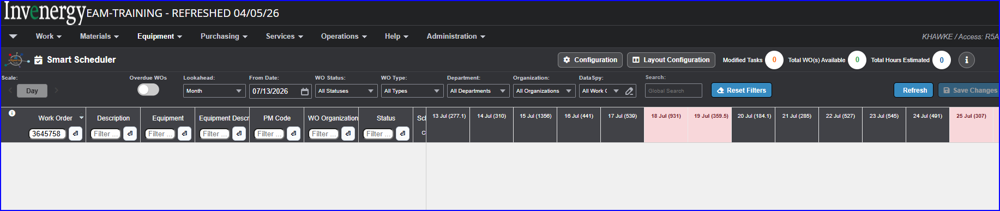 Invenergy EAM-TRAINING - REFRESHED 04/05/26
Work Materials Equipment Purchasing Services Operations Help Administration KHAWKE / Access: R5A
Smart Scheduler Configuration Layout Configuration Modified Tasks 0 Total WO(s) Available 0 Total Hours Estimated 0
Scale: Overdue WOs Lookahead: From Date: WO Status: WO Type: Department: Organization: DataSpy: Search:
Day Month 07/13/2026 All Statuses All Types All Departments All Organizations All Work Global Search Reset Filters Refresh Save Changes
Work Order Description Equipment Equipment Descr PM Code WO Organization Status Scl 13 Jul (277.1) 14 Jul (310) 15 Jul (1356) 16 Jul (441) 17 Jul (539) 18 Jul (931) 19 Jul (359.5) 20 Jul (184.1) 21 Jul (285) 22 Jul (527) 23 Jul (545) 24 Jul (491) 25 Jul (307)
3645758 Filter ... Filter ... Filter ... Filter ... Filter ... Filter ... C